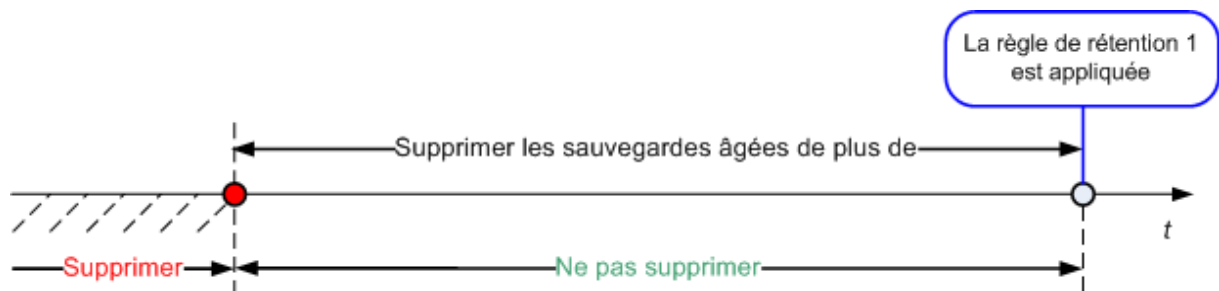 La règle de rétention 1
est appliquée
Supprimer les sauvegardes âgées de plus de
t
Supprimer
Ne pas supprimer